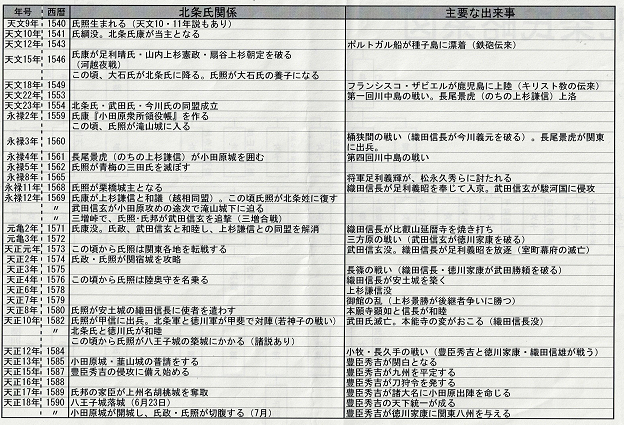 年号 西暦 北条氏関係 主要な出来事
天文9年 1540 氏照生まれる（天文10・11年説もあり）
天文10年 1541 氏綱没。氏康が当主となる
天文12年 1543 ポルトガル船が種子島に漂着（鉄砲伝来）
天文15年 1546 氏康が足利晴氏・山内上杉憲政・扇谷上杉朝定を破る
（河越夜戦）
この頃、大石氏が北条氏に降る。氏照が大石氏の養子になる
天文18年 1549 フランシスコ・ザビエルが鹿児島に上陸（キリスト教の伝来）
天文22年 1553 第一回川中島の戦い。長尾景虎（のちの上杉謙信）上洛
天文23年 1554 北条氏・武田氏・今川氏の同盟成立
永禄2年 1559 氏康『小田原衆所領役帳』を作る
この頃、氏照が滝山城に入る
永禄3年 1560 桶狭間の戦い（織田信長が今川義元を破る）。長尾景虎が関東
に出兵。
永禄4年 1561 長尾景虎（のちの上杉謙信）が小田原城を囲む 第四回川中島の戦い
永禄5年 1562 氏照が青梅の三田氏を滅ぼす
永禄8年 1565 将軍足利義輝が、松永久秀らに討たれる
永禄11年 1568 氏照が栗橋城主となる 織田信長が足利義昭を奉じて入京。武田信玄が駿河国に侵攻
永禄12年 1569 氏康が上杉謙信と和議（越相同盟）。この頃氏照が北条姓に復す
〃 武田信玄が小田原攻めの途次で滝山城下に迫る
〃 三増峠で、氏照・氏邦が武田信玄を追撃（三増合戦）
元亀2年 1571 氏康没。氏政、武田信玄と和睦し、上杉謙信との同盟を解消 織田信長が比叡山延暦寺を焼き打ち
元亀3年 1572 三方原の戦い（武田信玄が徳川家康を破る）
天正元年 1573 この頃から氏照は関東各地を転戦する 武田信玄没。織田信長が足利義昭を放逐（室町幕府の滅亡）
天正2年 1574 氏政・氏照が関宿城を攻略
天正3年 1575 長篠の戦い（織田信長・徳川家康が武田勝頼を破る）
天正4年 1576 この頃から氏照は陸奥守を名乗る 織田信長が安土城を築く
天正6年 1578 上杉謙信没
天正7年 1579 御館の乱（上杉景勝が後継者争いに勝つ）
天正8年 1580 氏照が安土城の織田信長に使者を遣わす 本願寺顕如と信長が和睦
天正10年 1582 氏照が甲信に出兵。北条軍と徳川軍が甲斐で対陣(若神子の戦い) 武田氏滅亡。本能寺の変がおこる（織田信長没）
〃 北条氏と徳川氏が和睦
この頃から氏照が八王子城の築城にかかる（諸説あり）
天正12年 1584 小牧・長久手の戦い（豊臣秀吉と徳川家康・織田信雄が戦う）
天正13年 1585 小田原城・韮山城の普請をする 豊臣秀吉が関白となる
天正15年 1587 豊臣秀吉の侵攻に備え始める 豊臣秀吉が九州を平定する
天正16年 1588 豊臣秀吉が刀狩令を発する
天正17年 1589 氏邦の家臣が上州名胡桃城を奪取 豊臣秀吉が諸大名に小田原出陣を命じる
天正18年 1590 八王子城落城（6月23日） 豊臣秀吉の天下統一が成る
〃 小田原城が開城し、氏政・氏照が切腹する（7月） 豊臣秀吉が徳川家康に関東八州を与える